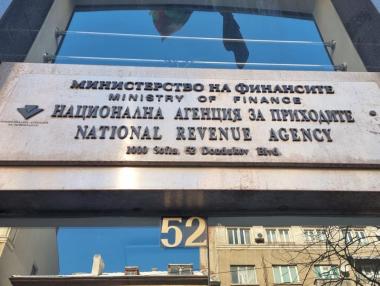 МИНИСТЕРСТВО НА ФИНАНСИТЕ
MINISTRY OF FINANCE
НАЦИОНАЛНА АГЕНЦИЯ ЗА ПРИХОДИТЕ
NATIONAL REVENUE AGENCY
1000 Sofia, 52 Dondukov Blvd.
52